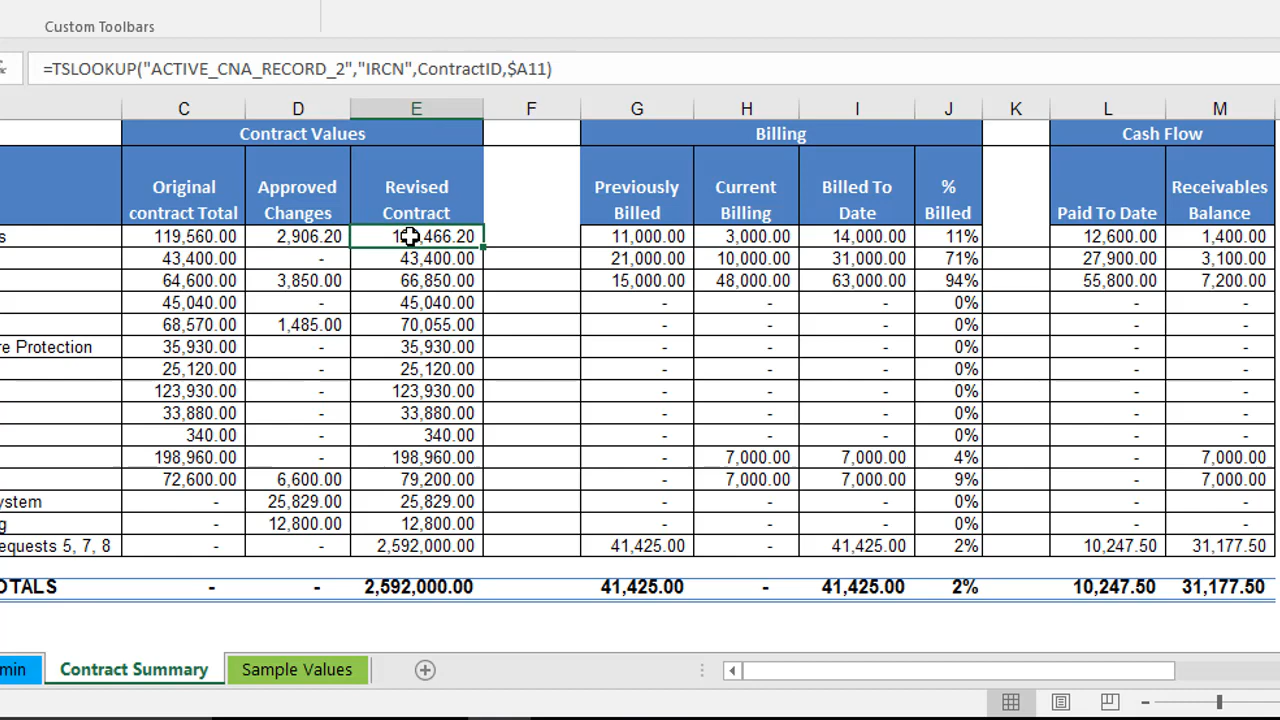 Custom Toolbars
=TSLOOKUP("ACTIVE_CNA_RECORD_2","IRCN",ContractID,$A11)
C D E F G H I J K L M
Contract Values Billing Cash Flow
Original contract Total Approved Changes Revised Contract Previously Billed Current Billing Billed To Date % Billed Paid To Date Receivables Balance
s 119,560.00 2,906.20 466.20 11,000.00 3,000.00 14,000.00 11% 12,600.00 1,400.00
43,400.00 - 43,400.00 21,000.00 10,000.00 31,000.00 71% 27,900.00 3,100.00
64,600.00 3,850.00 66,850.00 15,000.00 48,000.00 63,000.00 94% 55,800.00 7,200.00
45,040.00 - 45,040.00 - - - 0% - -
68,570.00 1,485.00 70,055.00 - - - 0% - -
re Protection 35,930.00 - 35,930.00 - - - 0% - -
25,120.00 - 25,120.00 - - - 0% - -
123,930.00 - 123,930.00 - - - 0% - -
33,880.00 - 33,880.00 - - - 0% - -
340.00 - 340.00 - - - 0% - -
198,960.00 - 198,960.00 - 7,000.00 7,000.00 4% - 7,000.00
72,600.00 6,600.00 79,200.00 - 7,000.00 7,000.00 9% - 7,000.00
ystem - 25,829.00 25,829.00 - - - 0% - -
g - 12,800.00 12,800.00 - - - 0% - -
equests 5, 7, 8 - - 2,592,000.00 41,425.00 - 41,425.00 2% 10,247.50 31,177.50
OTALS - - 2,592,000.00 41,425.00 - 41,425.00 2% 10,247.50 31,177.50
min Contract Summary Sample Values